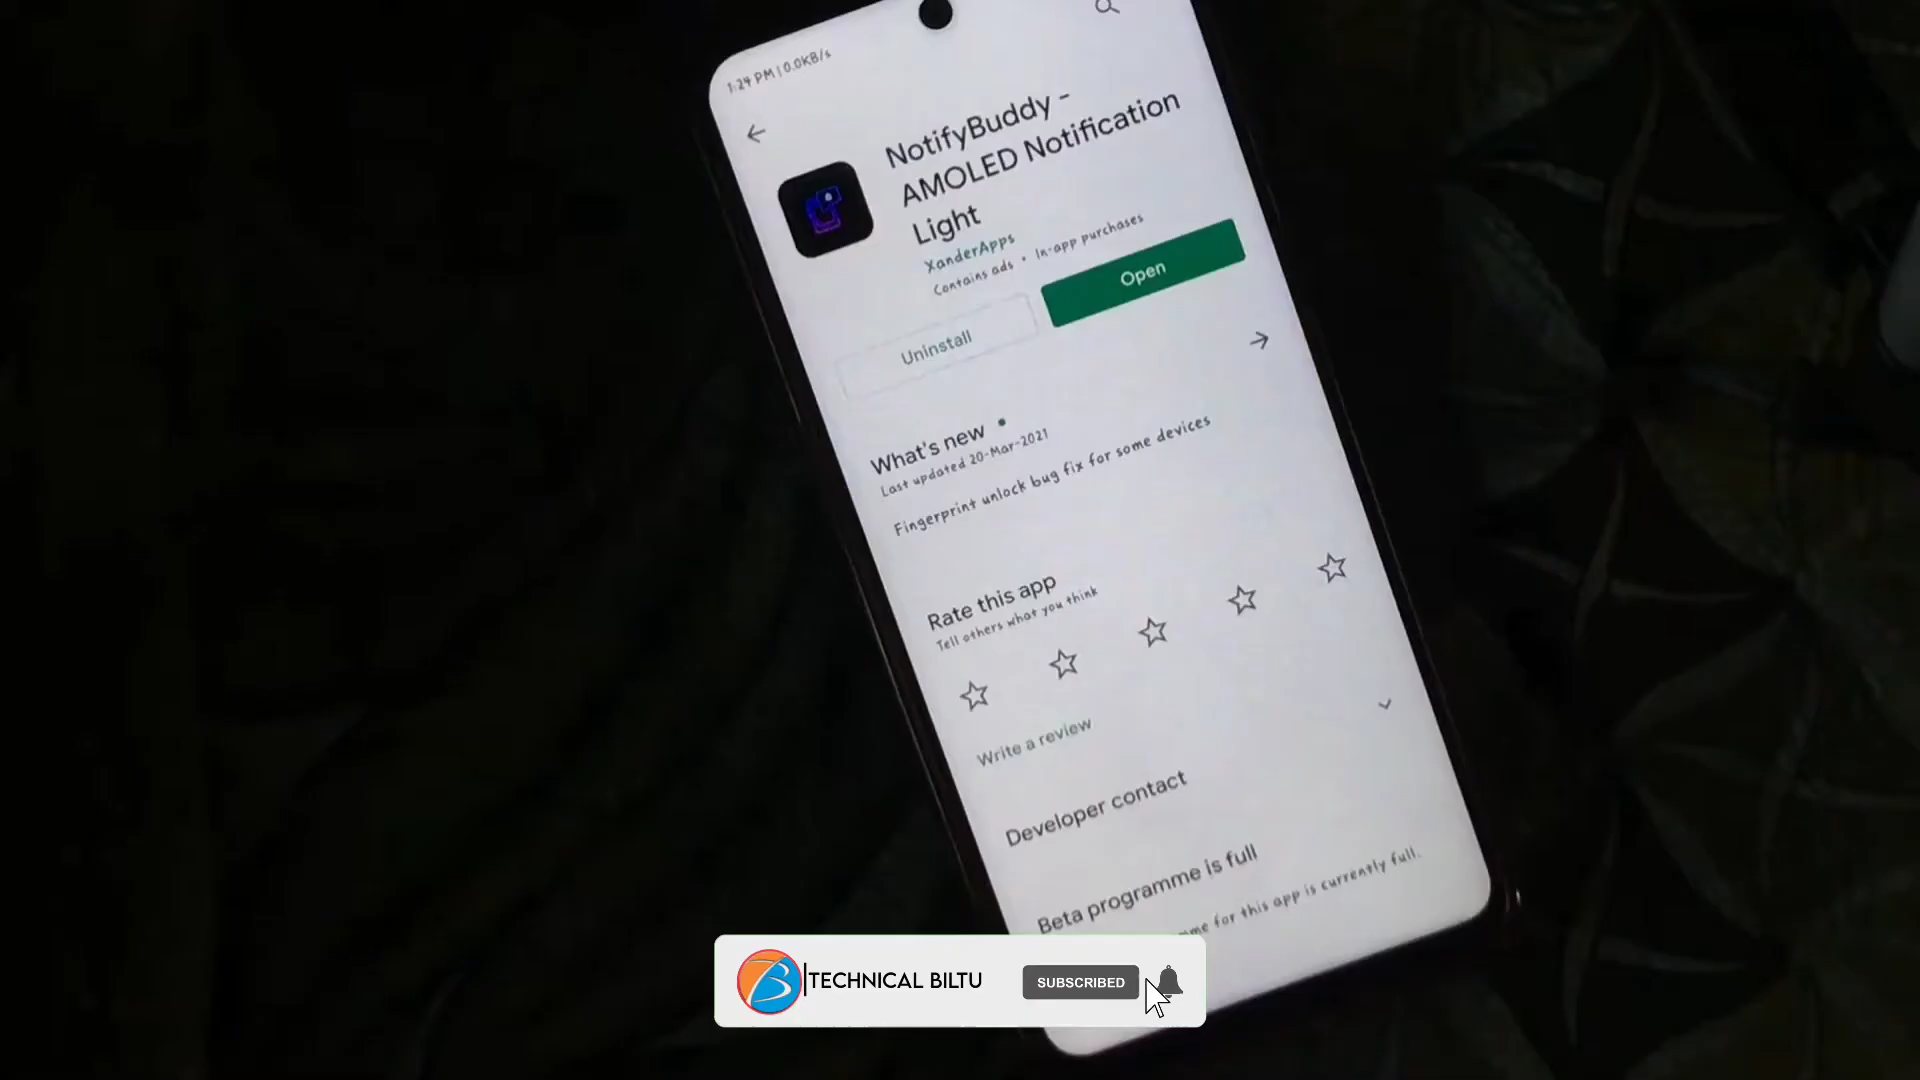 1:24 PM | 0.0KB/s
NotifyBuddy -
AMOLED Notification
Light
XanderApps
Contains ads • In-app purchases
Uninstall
Open
What's new •
Last updated 20-Mar-2021
Fingerprint unlock bug fix for some devices
Rate this app
Tell others what you think
Write a review
Developer contact
Beta programme is full
for this app is currently full.
TECHNICAL BILTU
SUBSCRIBED